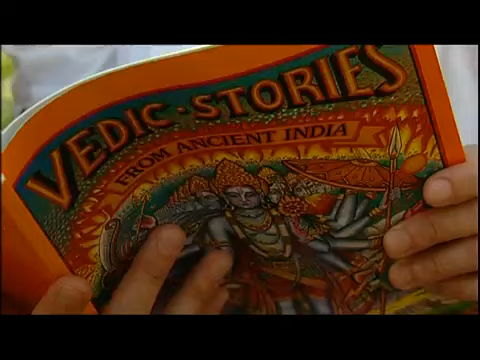 VEDIC • STORIES
FROM ANCIENT INDIA